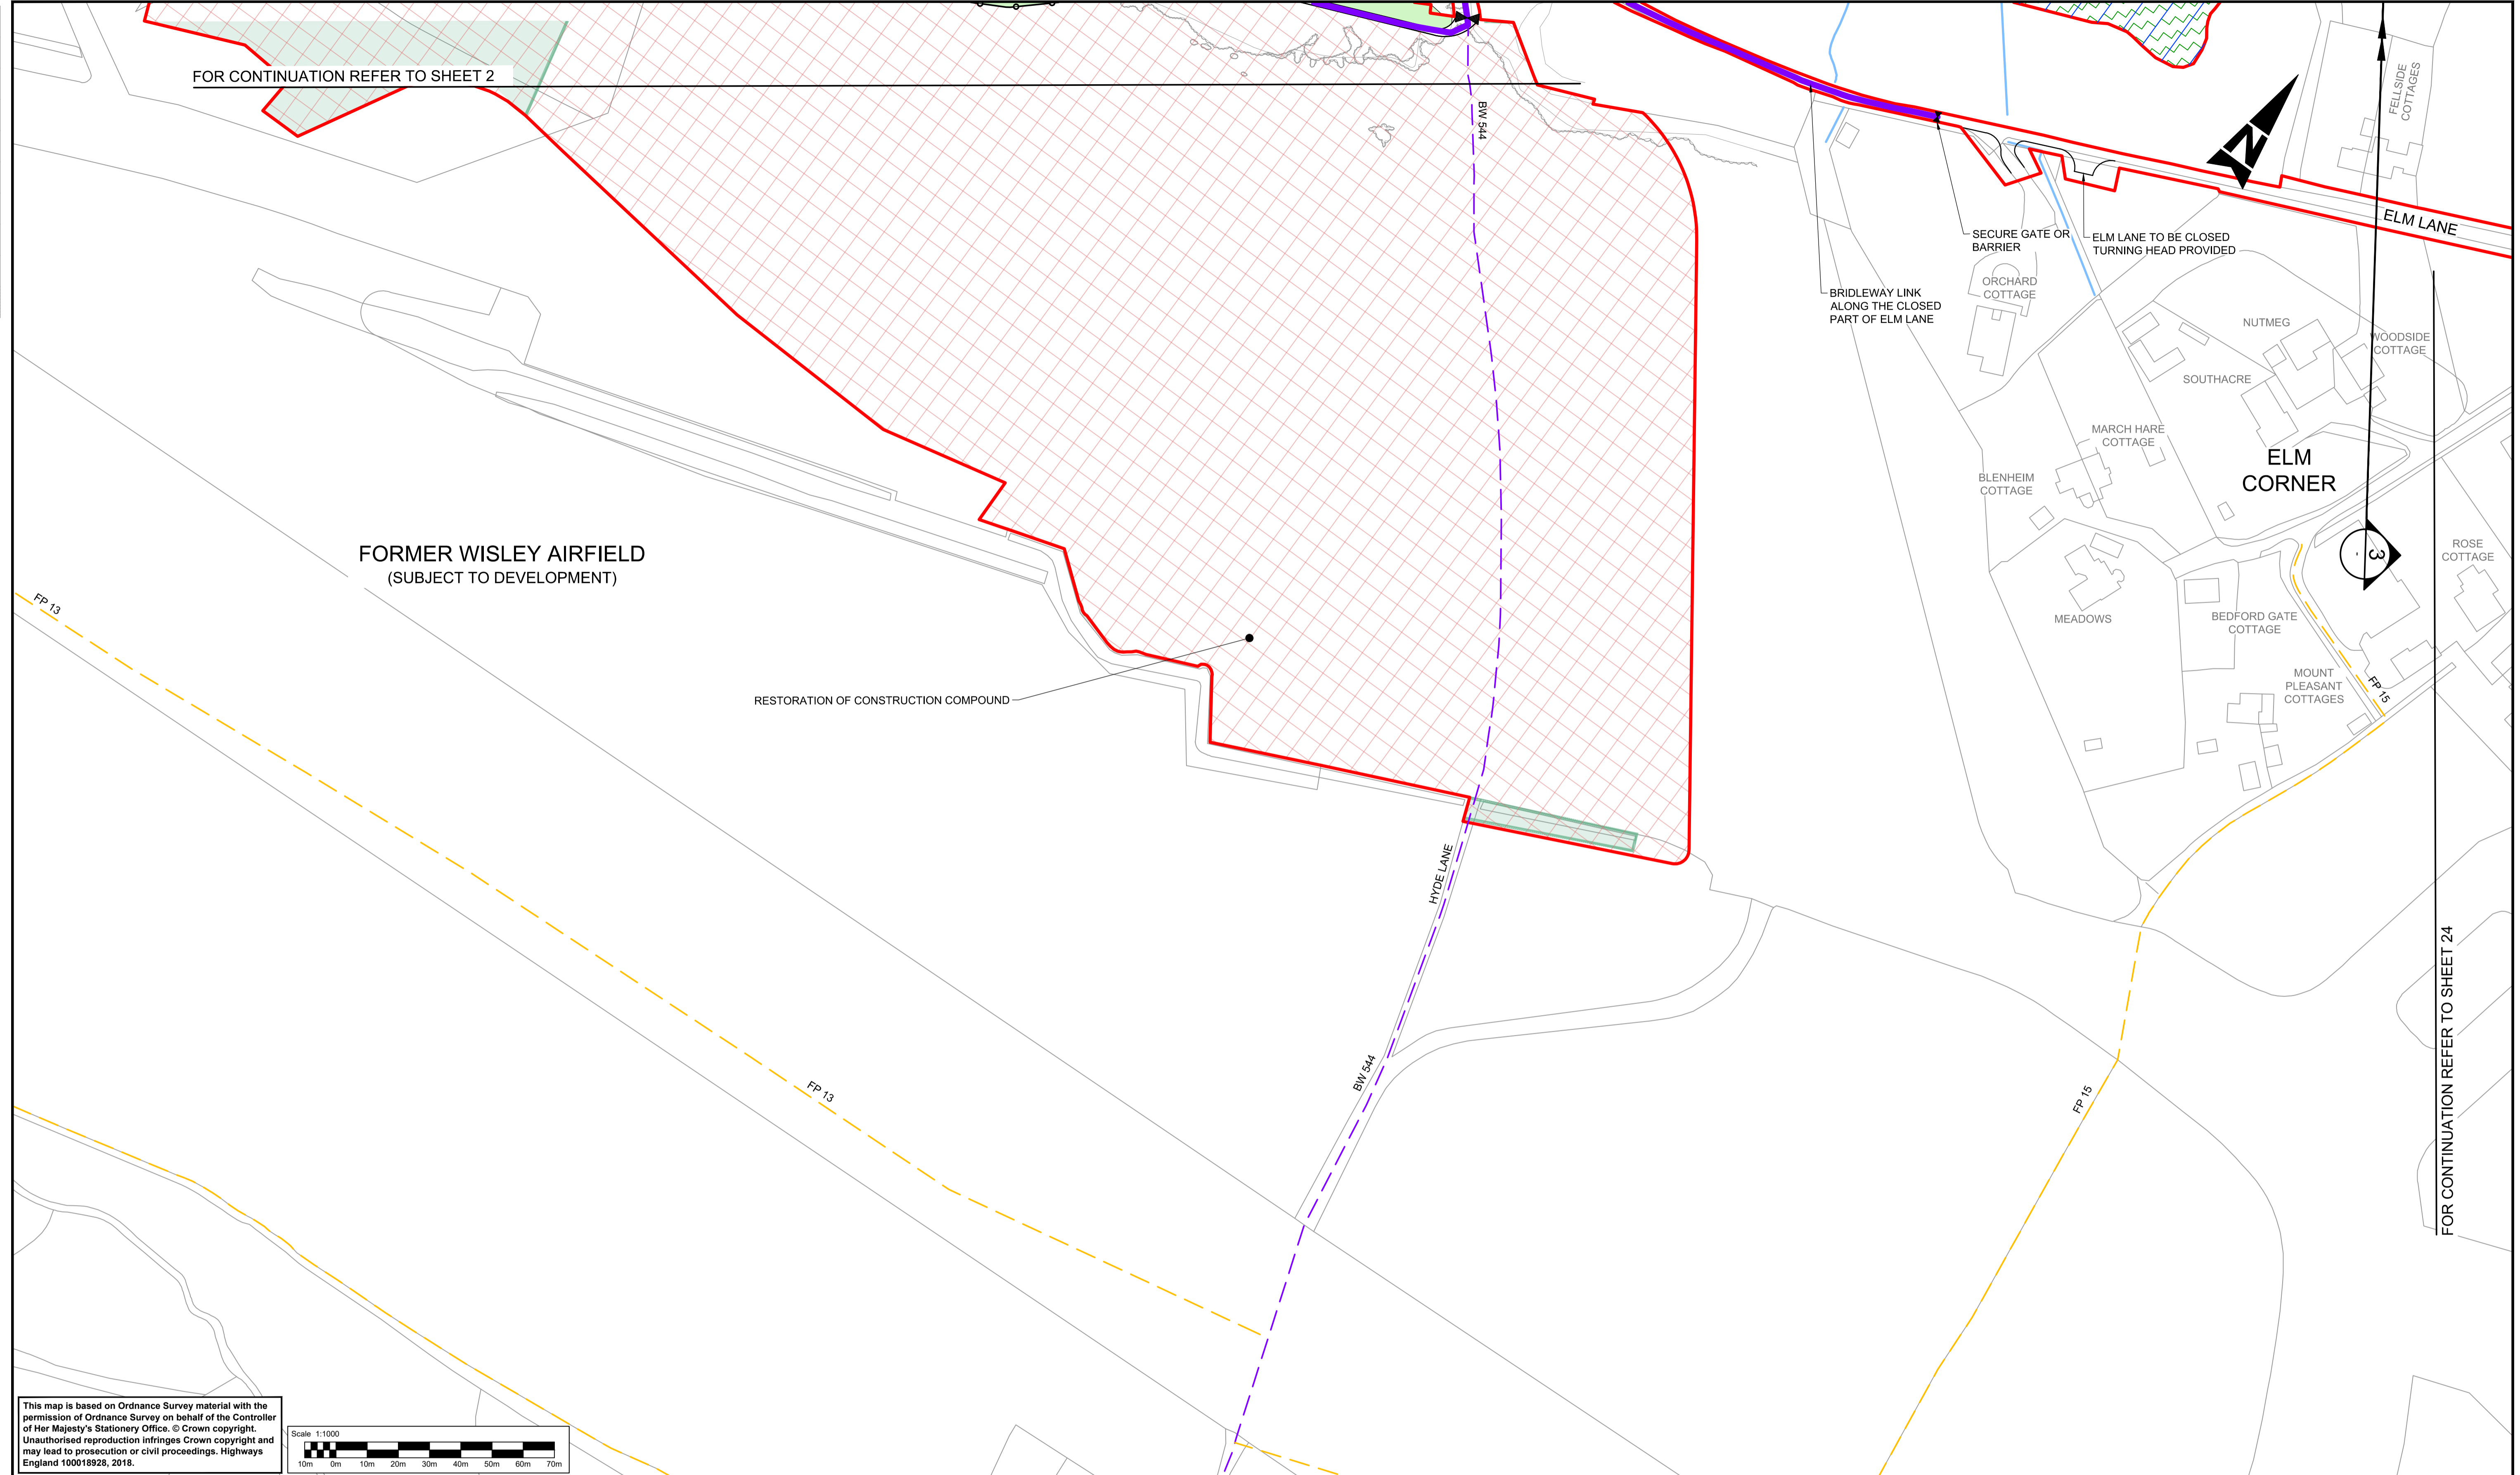 FOR CONTINUATION REFER TO SHEET 2
BW 544
FELLSIDE
COTTAGES
N
ELM LANE
SECURE GATE OR
BARRIER
ELM LANE TO BE CLOSED
TURNING HEAD PROVIDED
BRIDLEWAY LINK
ALONG THE CLOSED
PART OF ELM LANE
ORCHARD
COTTAGE
NUTMEG
WOODSIDE
COTTAGE
SOUTHACRE
MARCH HARE
COTTAGE
ELM
CORNER
BLENHEIM
COTTAGE
3
-
ROSE
COTTAGE
FORMER WISLEY AIRFIELD
(SUBJECT TO DEVELOPMENT)
FP 13
MEADOWS
BEDFORD GATE
COTTAGE
MOUNT
PLEASANT
COTTAGES
FP 15
RESTORATION OF CONSTRUCTION COMPOUND
HYDE LANE
FOR CONTINUATION REFER TO SHEET 24
BW 544
FP 13
FP 15
This map is based on Ordnance Survey material with the
permission of Ordnance Survey on behalf of the Controller
of Her Majesty's Stationery Office. © Crown copyright.
Unauthorised reproduction infringes Crown copyright and
may lead to prosecution or civil proceedings. Highways
England 100018928, 2018.
Scale 1:1000
10m 0m 10m 20m 30m 40m 50m 60m 70m